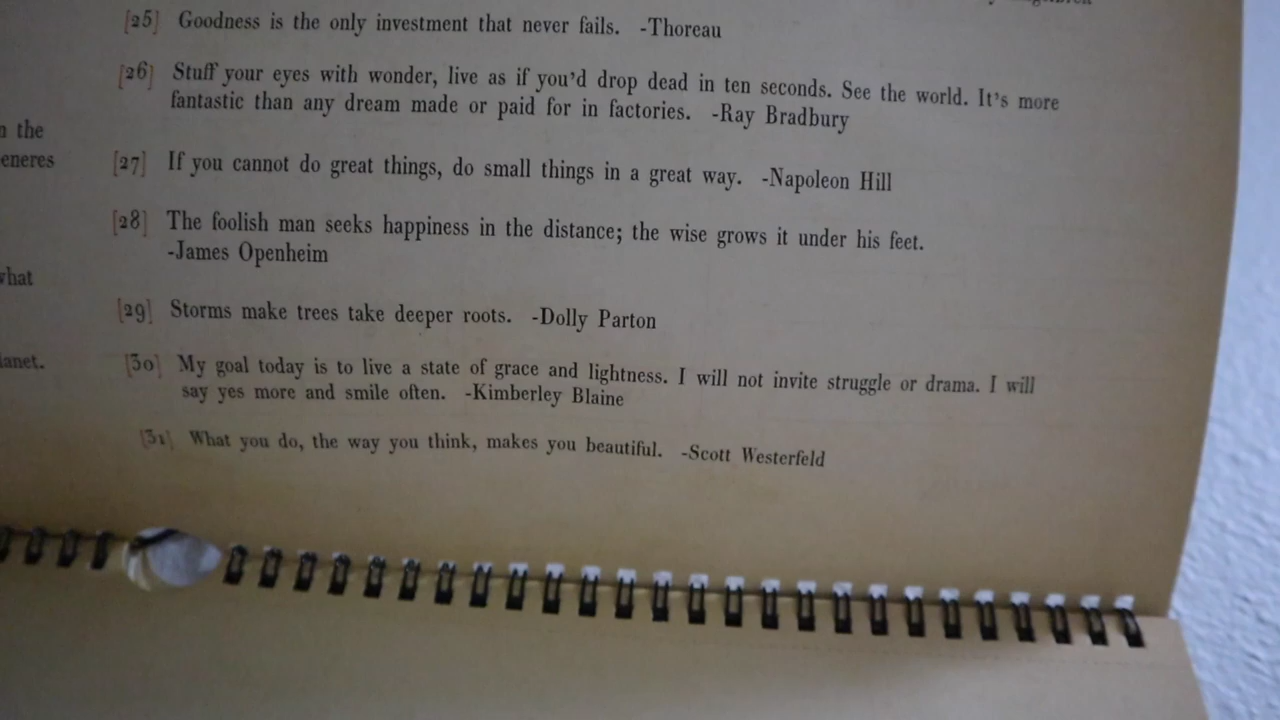 [25] Goodness is the only investment that never fails. -Thoreau
[26] Stuff your eyes with wonder, live as if you'd drop dead in ten seconds. See the world. It's more
fantastic than any dream made or paid for in factories. -Ray Bradbury
n the
eneres
[27] If you cannot do great things, do small things in a great way. -Napoleon Hill
[28] The foolish man seeks happiness in the distance; the wise grows it under his feet.
-James Openheim
what
[29] Storms make trees take deeper roots. -Dolly Parton
lanet.
[30] My goal today is to live a state of grace and lightness. I will not invite struggle or drama. I will
say yes more and smile often. -Kimberley Blaine
[31] What you do, the way you think, makes you beautiful. -Scott Westerfeld